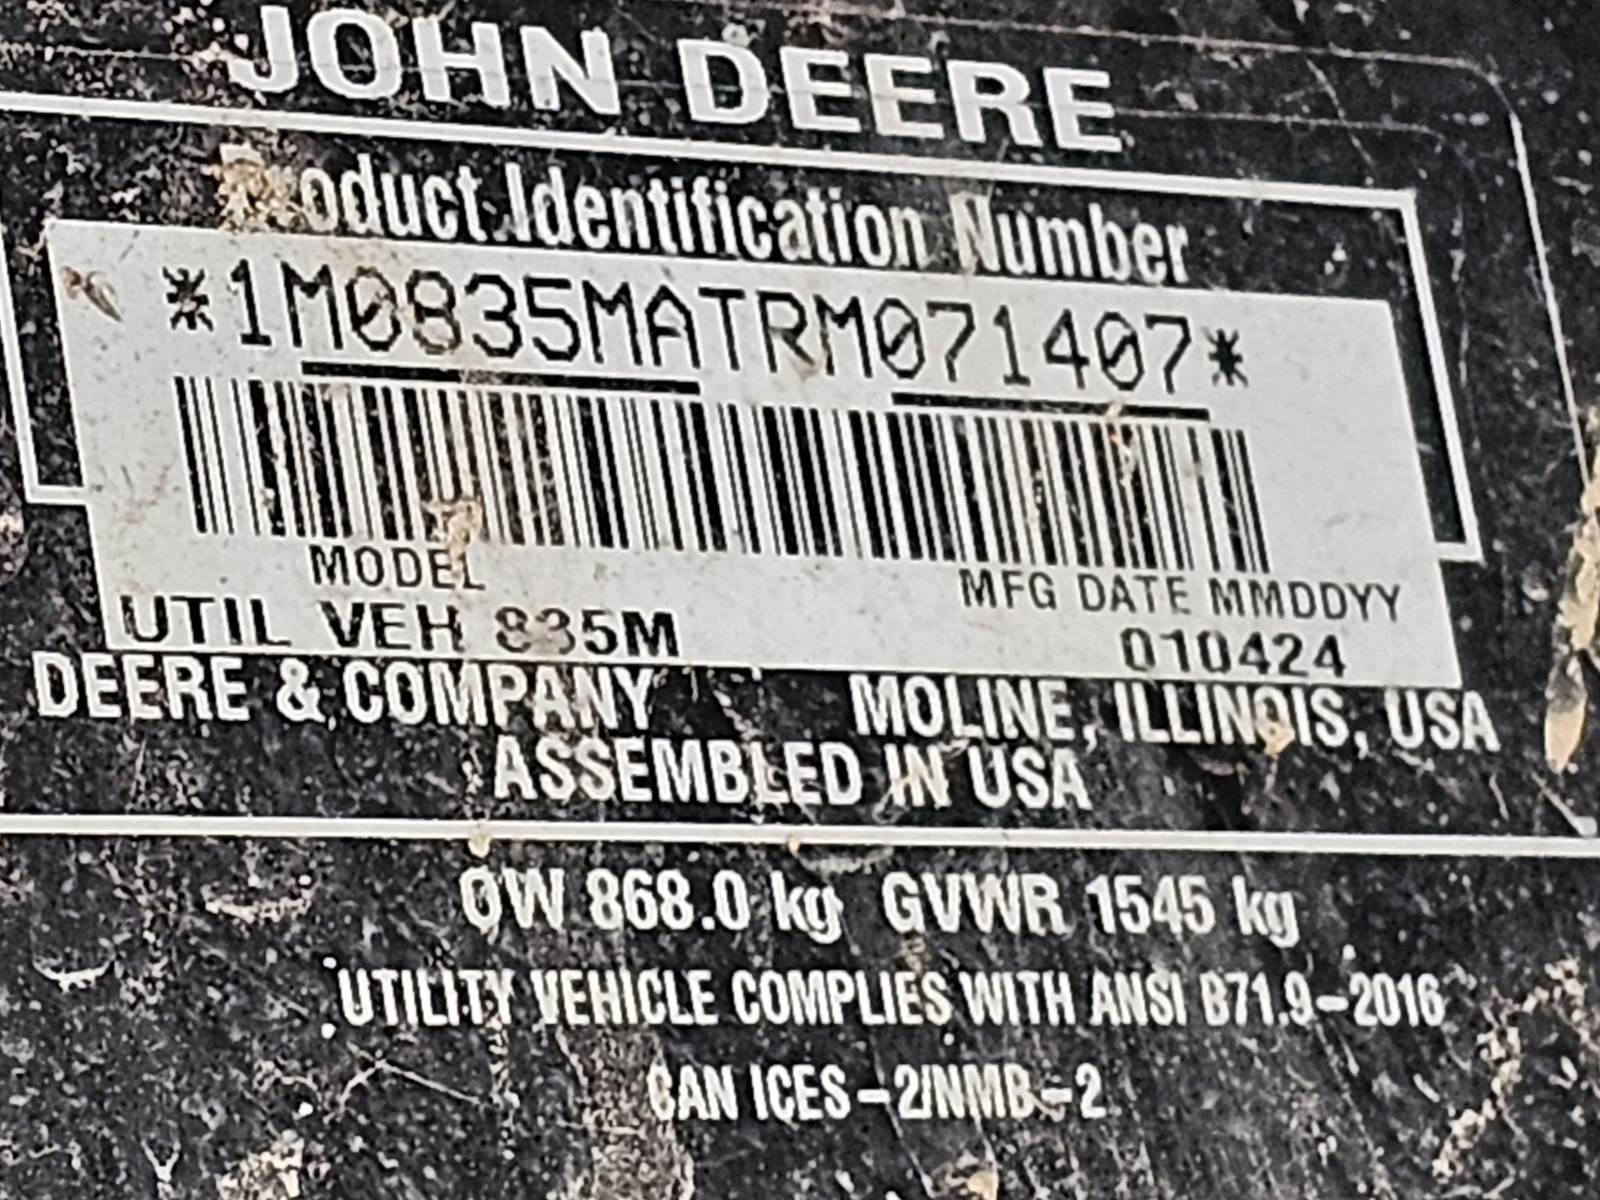 JOHN DEERE
Product Identification Number
*1M0835MATRM071407*
MODEL
MFG DATE MMDDYY
UTIL VEH 835M
010424
DEERE & COMPANY MOLINE, ILLINOIS, USA
ASSEMBLED IN USA
OW 868.0 kg GVWR 1545 kg
UTILITY VEHICLE COMPLIES WITH ANSI B71.9-2016
CAN ICES-2/NMB-2